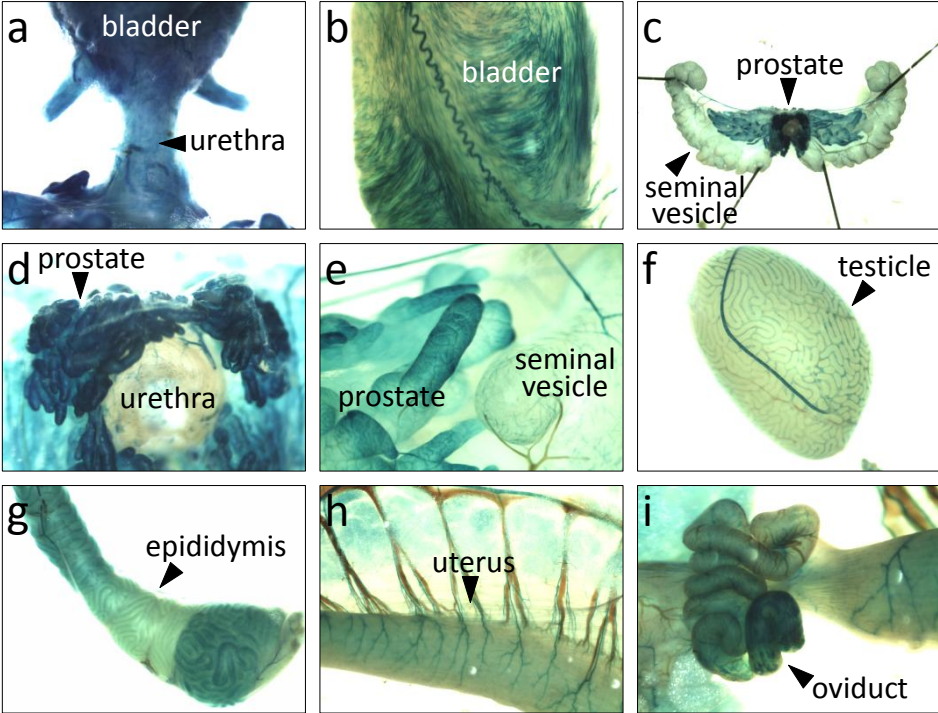 a
bladder
urethra
b
bladder
c
prostate
seminal
vesicle
d
prostate
urethra
e
prostate
seminal
vesicle
f
testicle
g
epididymis
h
uterus
i
oviduct